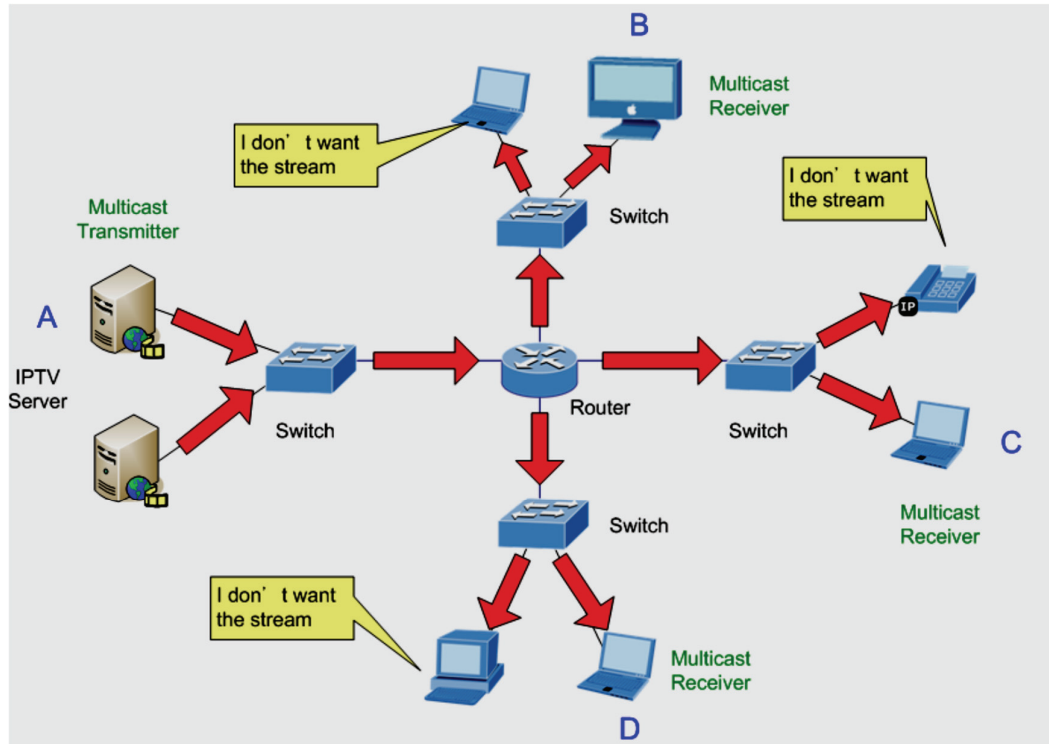 B
Multicast
Receiver
I don’t want
the stream
I don’t want
the stream
Switch
Multicast
Transmitter
A
IP
IPTV
Server
Switch
Router
Switch
C
Multicast
Receiver
Switch
I don’t want
the stream
Multicast
Receiver
D